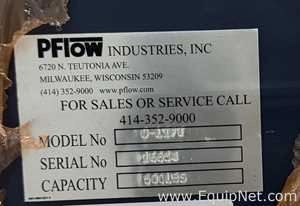 PFlow INDUSTRIES, INC
6720 N. TEUTONIA AVE.
MILWAUKEE, WISCONSIN 53209
(414) 352-9000 www.pflow.com
FOR SALES OR SERVICE CALL
414-352-9000
MODEL No
SERIAL No
CAPACITY
www.EquipNet.com